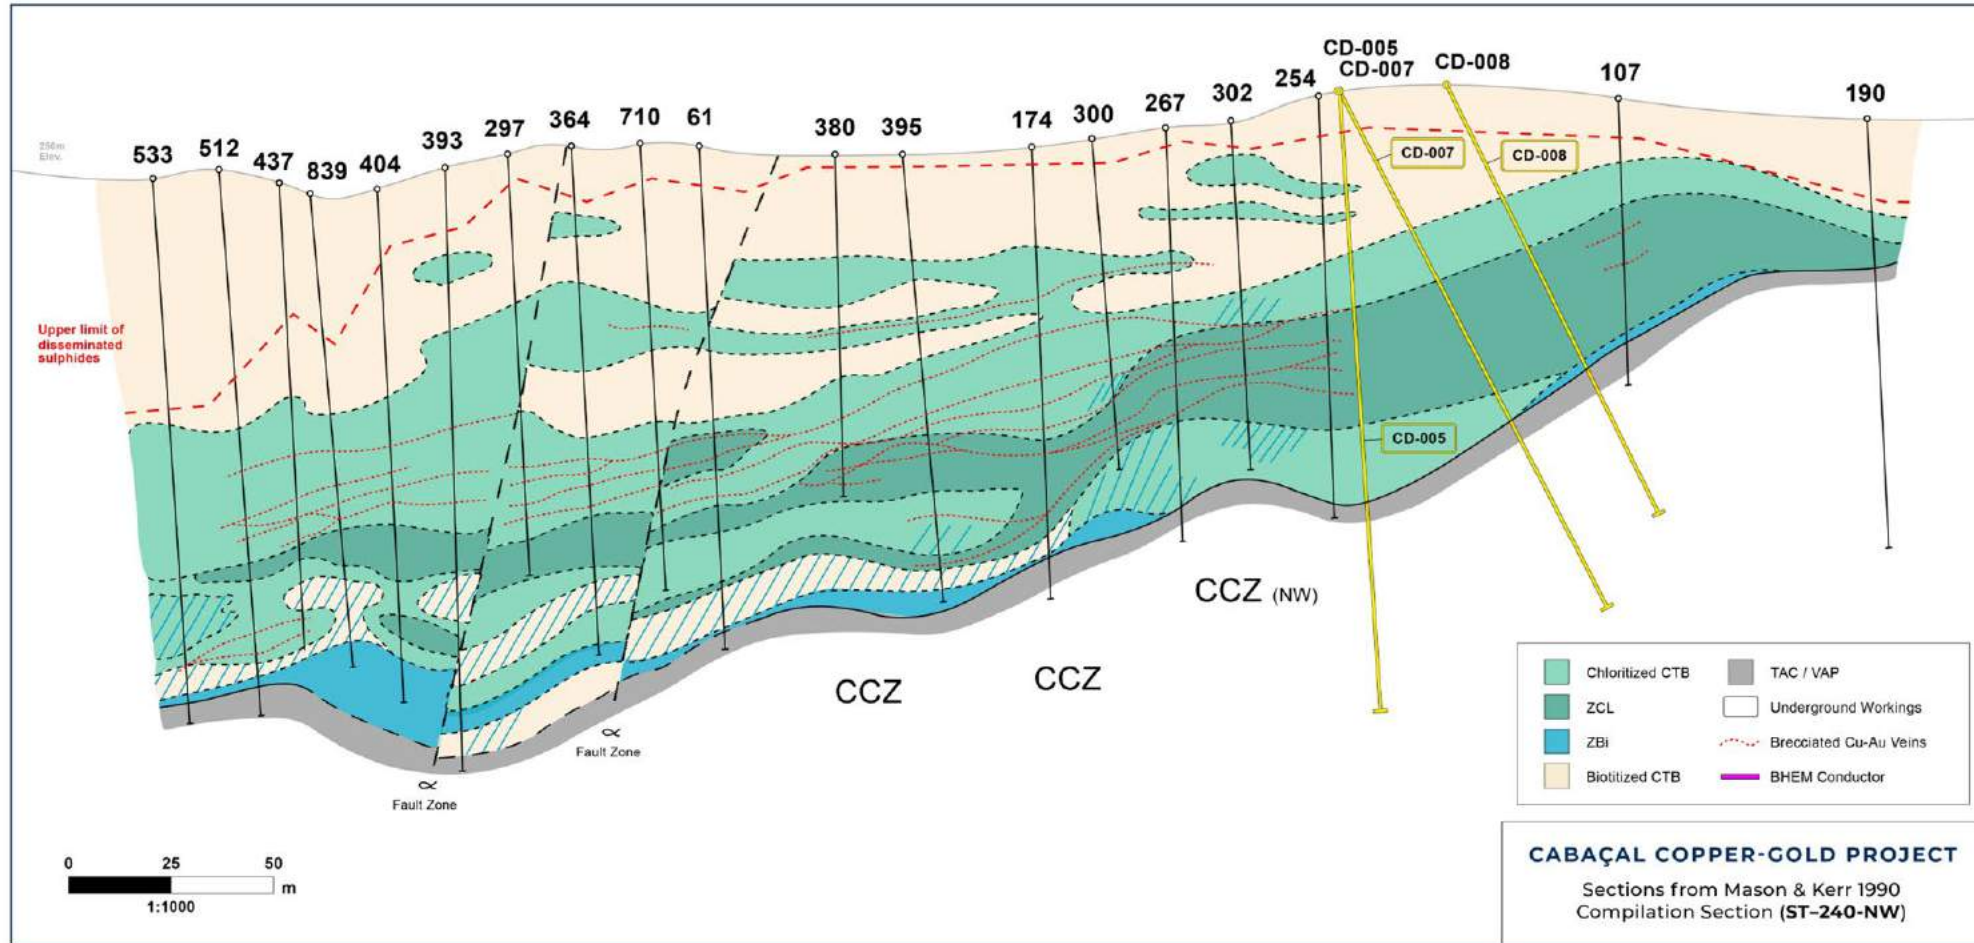 CD-005
CD-007
CD-008
533
512
437
839
404
393
297
364
710
61
380
395
174
300
267
302
254
107
190
250m
Elev.
CD-007
CD-008
Upper limit of
disseminated
sulphides
CD-005
CCZ (NW)
CCZ
CCZ
Fault Zone
Fault Zone
Chloritized CTB
ZCL
ZBi
Biotitized CTB
TAC / VAP
Underground Workings
Brecciated Cu-Au Veins
BHEM Conductor
0 25 50
m
1:1000
CABAÇAL COPPER-GOLD PROJECT
Sections from Mason & Kerr 1990
Compilation Section (ST-240-NW)